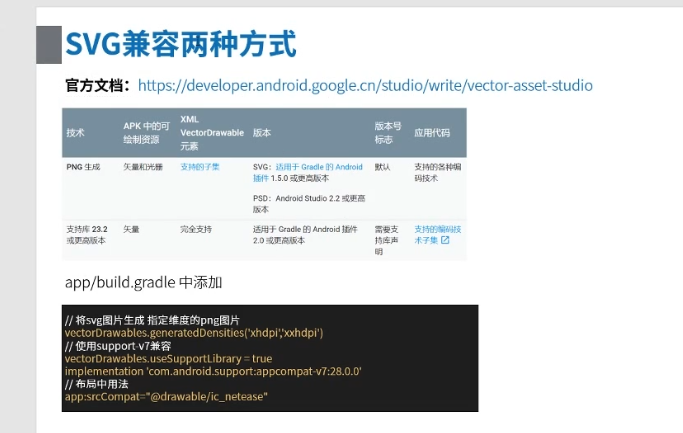 SVG兼容两种方式
官方文档：https://developer.android.google.cn/studio/write/vector-asset-studio
技术
APK 中的可
绘制资源
XML
VectorDrawable
元素
版本
版本号
标志
应用代码
PNG 生成
矢量和光栅
支持的子集
SVG：适用于 Gradle 的 Android
插件 1.5.0 或更高版本
PSD：Android Studio 2.2 或更高
版本
默认
支持的各种编
码技术
支持库 23.2
或更高版本
矢量
完全支持
适用于 Gradle 的 Android 插件
2.0 或更高版本
需要支
持库声
明
支持的编码技
术子集
app/build.gradle 中添加
// 将svg图片生成 指定维度的png图片
vectorDrawables.generatedDensities('xhdpi','xxhdpi')
// 使用support-v7兼容
vectorDrawables.useSupportLibrary = true
implementation 'com.android.support:appcompat-v7:28.0.0'
// 布局中用法
app:srcCompat="@drawable/ic_netease"